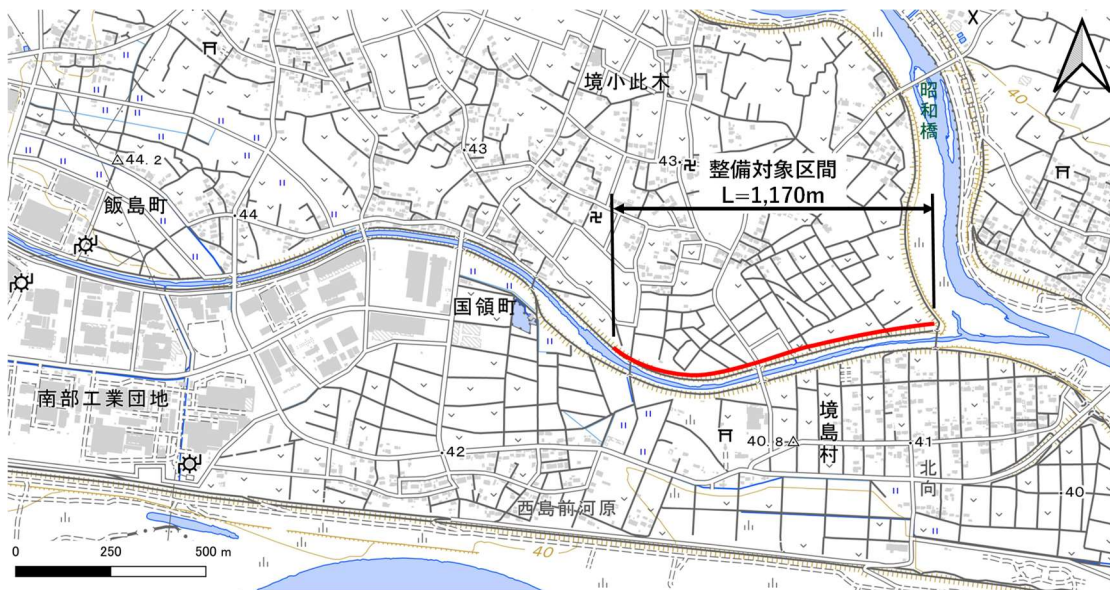 昭和橋
40
境小此木
43
43
整備対象区間
L=1,170m
44.2
飯島町
44
国領町
南部工業団地
42
境島村
40.8
41
北向
40
西島前河原
40
0 250 500 m